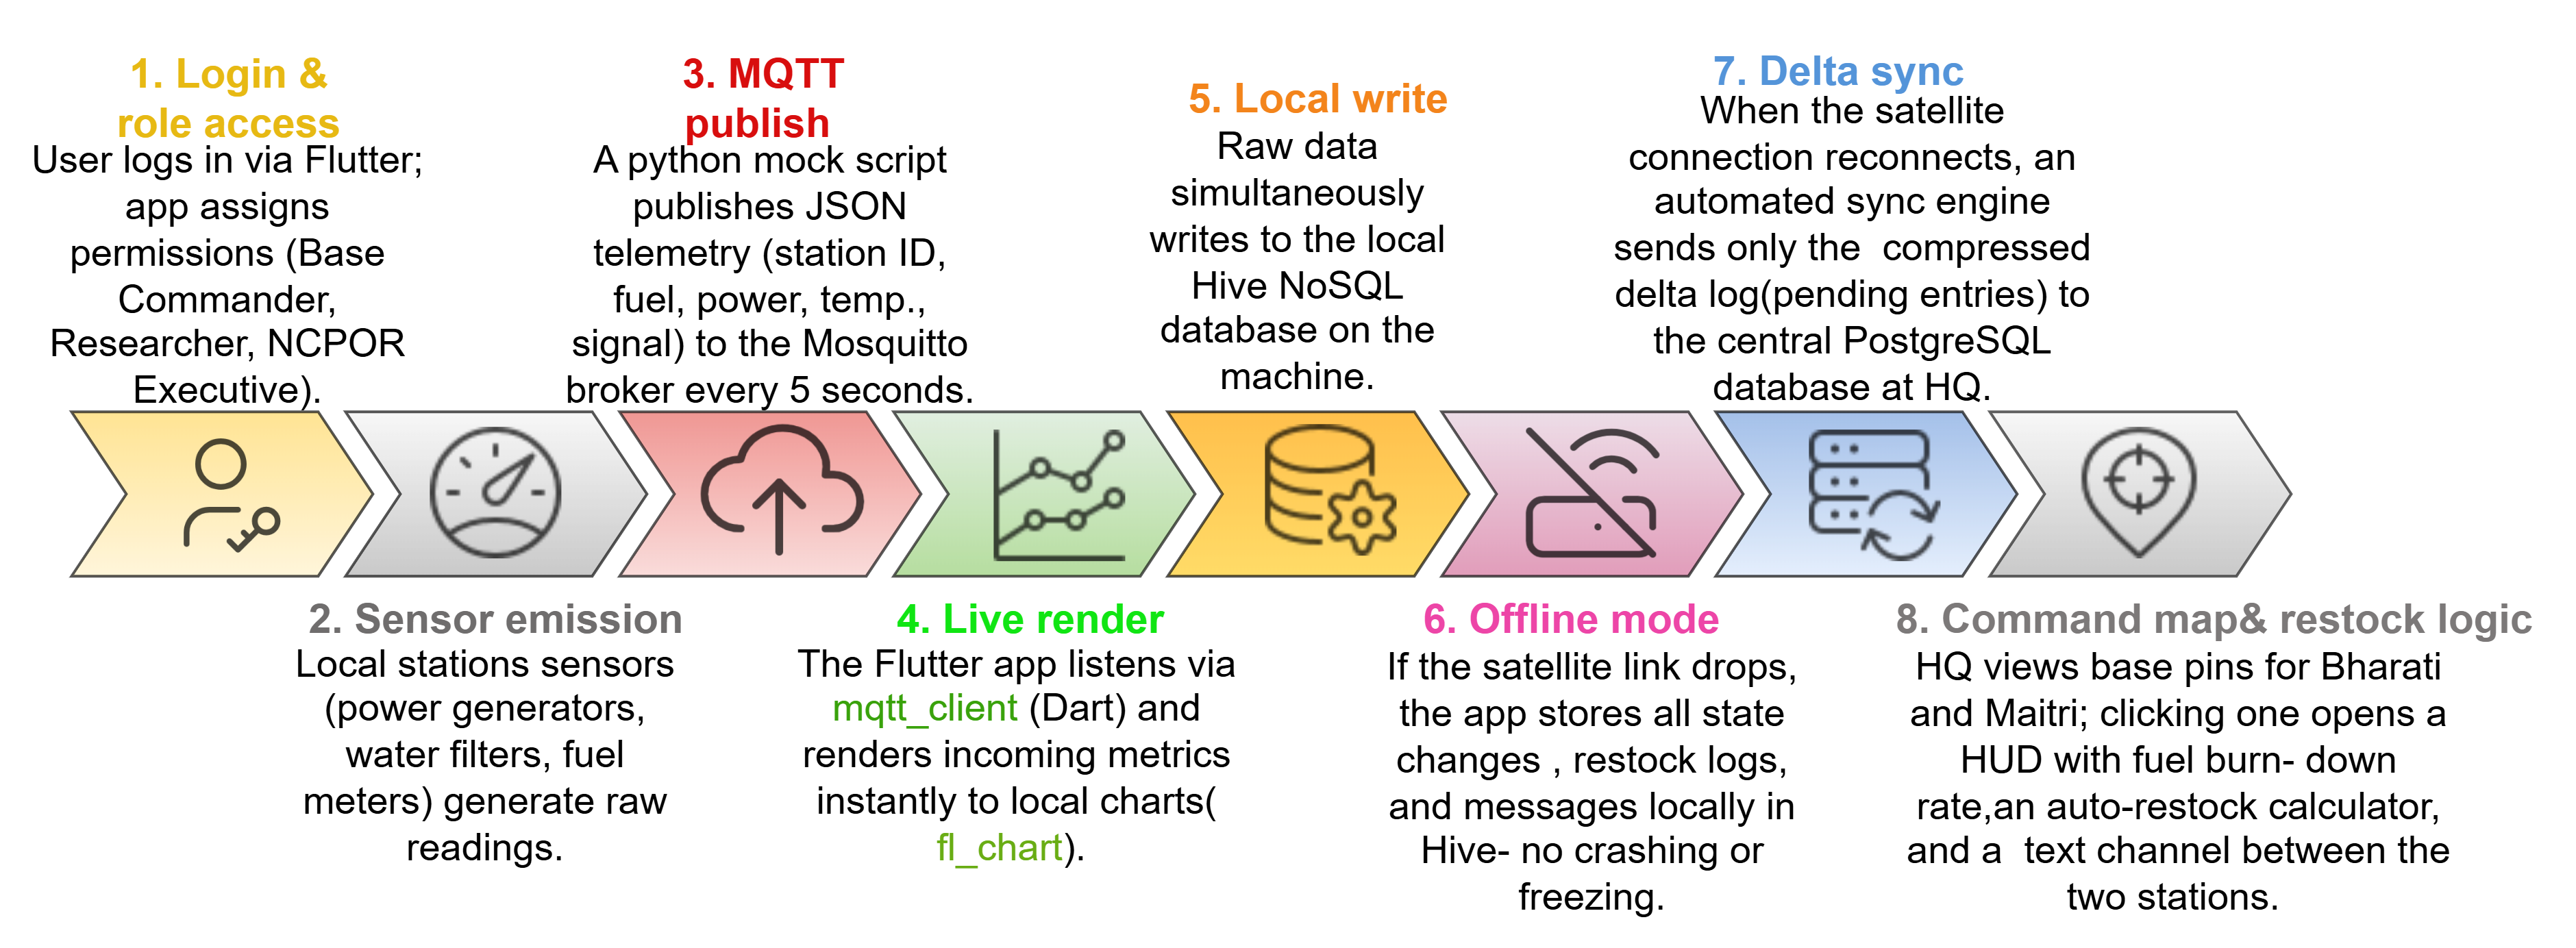 1. Login &
role access
User logs in via Flutter;
app assigns
permissions (Base
Commander,
Researcher, NCPOR
Executive).
2. Sensor emission
Local stations sensors
(power generators,
water filters, fuel
meters) generate raw
readings.
3. MQTT
publish
A python mock script
publishes JSON
telemetry (station ID,
fuel, power, temp.,
signal) to the Mosquitto
broker every 5 seconds.
4. Live render
The Flutter app listens via
mqtt_client (Dart) and
renders incoming metrics
instantly to local charts(
fl_chart).
5. Local write
Raw data
simultaneously
writes to the local
Hive NoSQL
database on the
machine.
6. Offline mode
If the satellite link drops,
the app stores all state
changes , restock logs,
and messages locally in
Hive- no crashing or
freezing.
7. Delta sync
When the satellite
connection reconnects, an
automated sync engine
sends only the  compressed
delta log(pending entries) to
the central PostgreSQL
database at HQ.
8. Command map& restock logic
HQ views base pins for Bharati
and Maitri; clicking one opens a
HUD with fuel burn- down
rate,an auto-restock calculator,
and a  text channel between the
two stations.